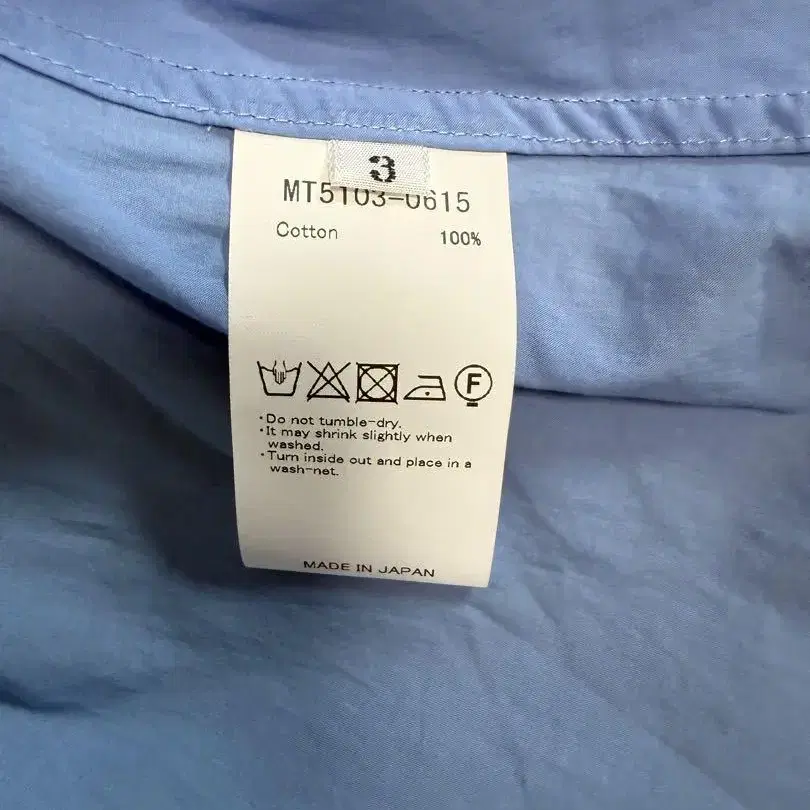 3
MT5103-0615
Cotton 100%
F
・Do not tumble-dry.
・It may shrink slightly when
washed.
・Turn inside out and place in a
wash-net.
MADE IN JAPAN